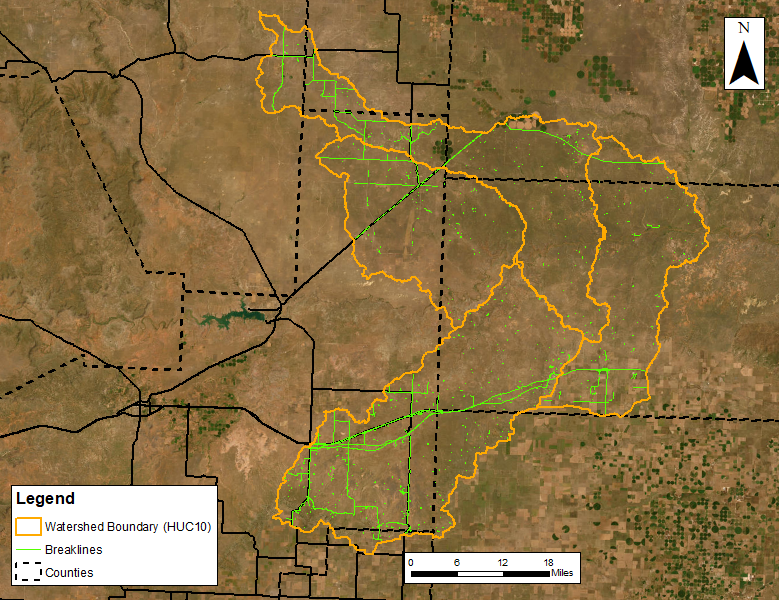 N
Legend
Watershed Boundary (HUC10)
Breaklines
Counties
0 6 12 18
Miles